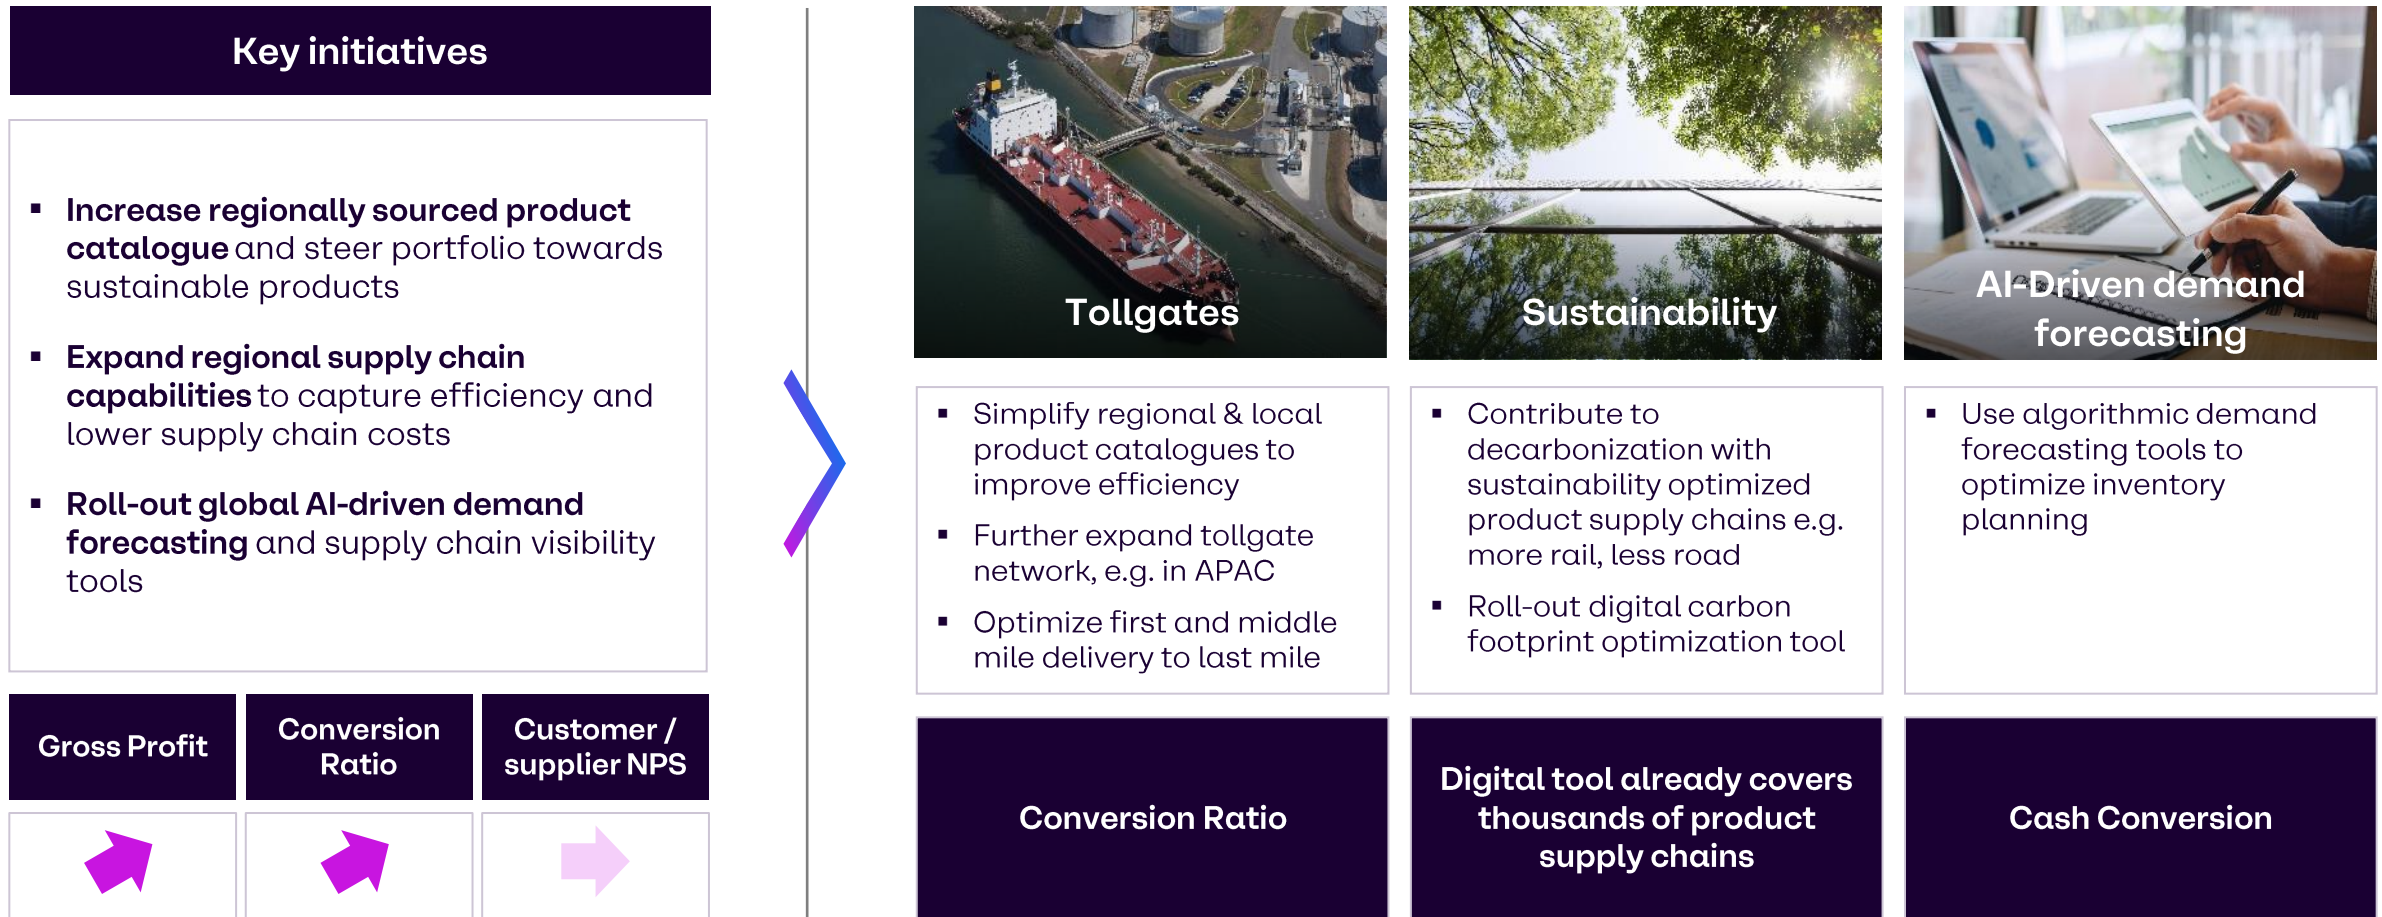 Key initiatives
▪ Increase regionally sourced product
catalogue and steer portfolio towards
sustainable products
▪ Expand regional supply chain
capabilities to capture efficiency and
lower supply chain costs
▪ Roll-out global AI-driven demand
forecasting and supply chain visibility
tools
Gross Profit
Conversion
Ratio
Customer /
supplier NPS
Tollgates
▪ Simplify regional & local
product catalogues to
improve efficiency
▪ Further expand tollgate
network, e.g. in APAC
▪ Optimize first and middle
mile delivery to last mile
Conversion Ratio
Sustainability
▪ Contribute to
decarbonization with
sustainability optimized
product supply chains e.g.
more rail, less road
▪ Roll-out digital carbon
footprint optimization tool
Digital tool already covers
thousands of product
supply chains
AI-Driven demand
forecasting
▪ Use algorithmic demand
forecasting tools to
optimize inventory
planning
Cash Conversion